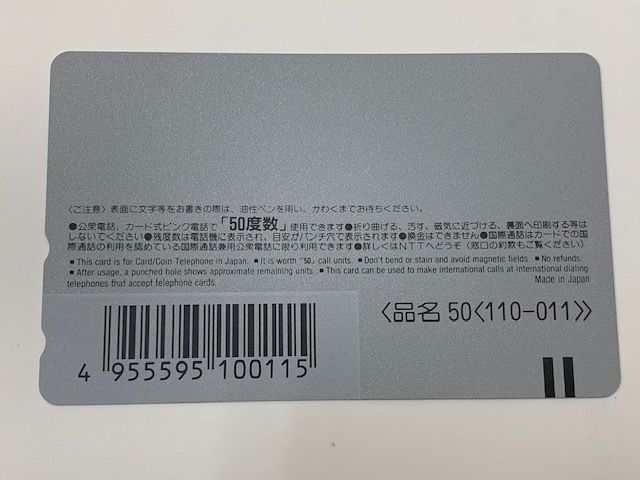 〈ご注意〉表面に文字等をお書きの際は、油性ペンを用い、かわくまでお待ちください。
●公衆電話、カード式ピンク電話で「50度数」使用できます●折り曲げる、汚す、磁気に近づける、裏面へ印刷する等は
しないでください●残度数は電話機に表示され、目安がパンチ穴で表示されます●換金はできません●国際通話はカードでの国
際通話の利用を認めている国際通話兼用公衆電話に限り利用できます●詳しくはNTTへどうぞ（窓口の約款もご覧ください）
■ This card is for Card/Coin Telephone in Japan. ■ It is worth「50」call units. ■ Don't bend or stain and avoid magnetic fields. ■ No refunds.
■ After usage, a punched hole shows approximate remaining units. ■ This card can be used to make international calls at international dialing
telephones that accept telephone cards. Made in Japan
〈品名 50〈110-011〉〉
4 955595 100115